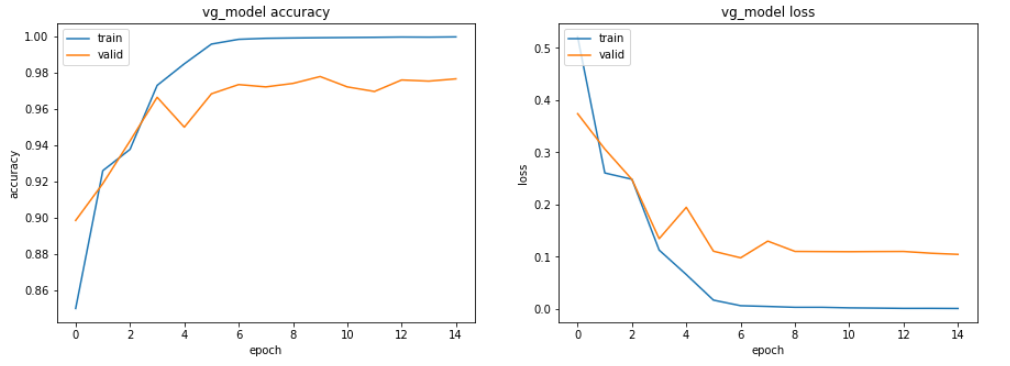 vg_model accuracy
train
valid
1.00
0.98
0.96
0.94
0.92
0.90
0.88
0.86
accuracy
0 2 4 6 8 10 12 14
epoch
vg_model loss
train
valid
0.5
0.4
0.3
0.2
0.1
0.0
loss
0 2 4 6 8 10 12 14
epoch